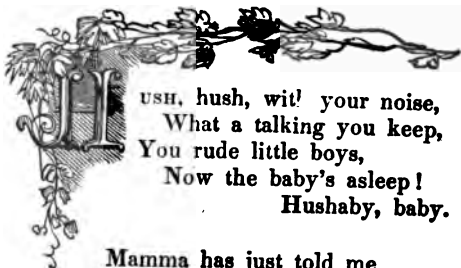 HUSH, hush, wit' your noise,
What a talking you keep,
You rude little boys,
Now the baby's asleep!
Hushaby, baby.
Mamma has just told me